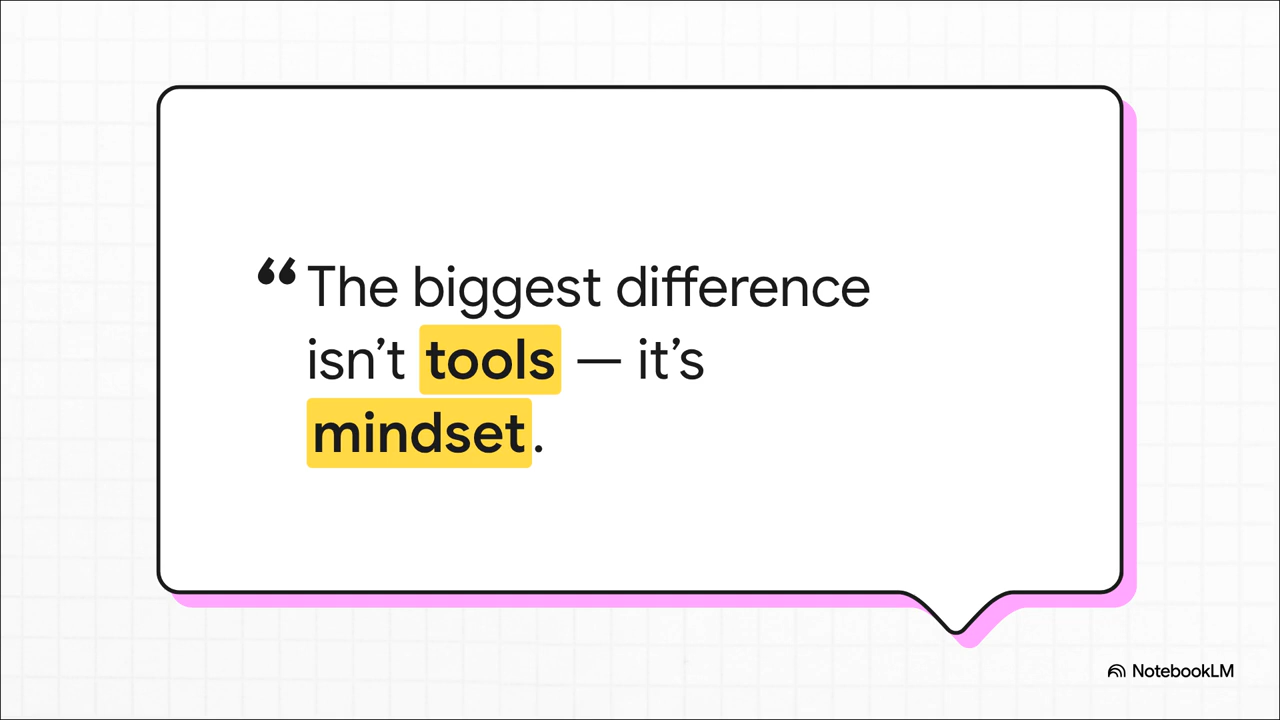 “ The biggest difference
isn’t tools — it’s
mindset.
NotebookLM